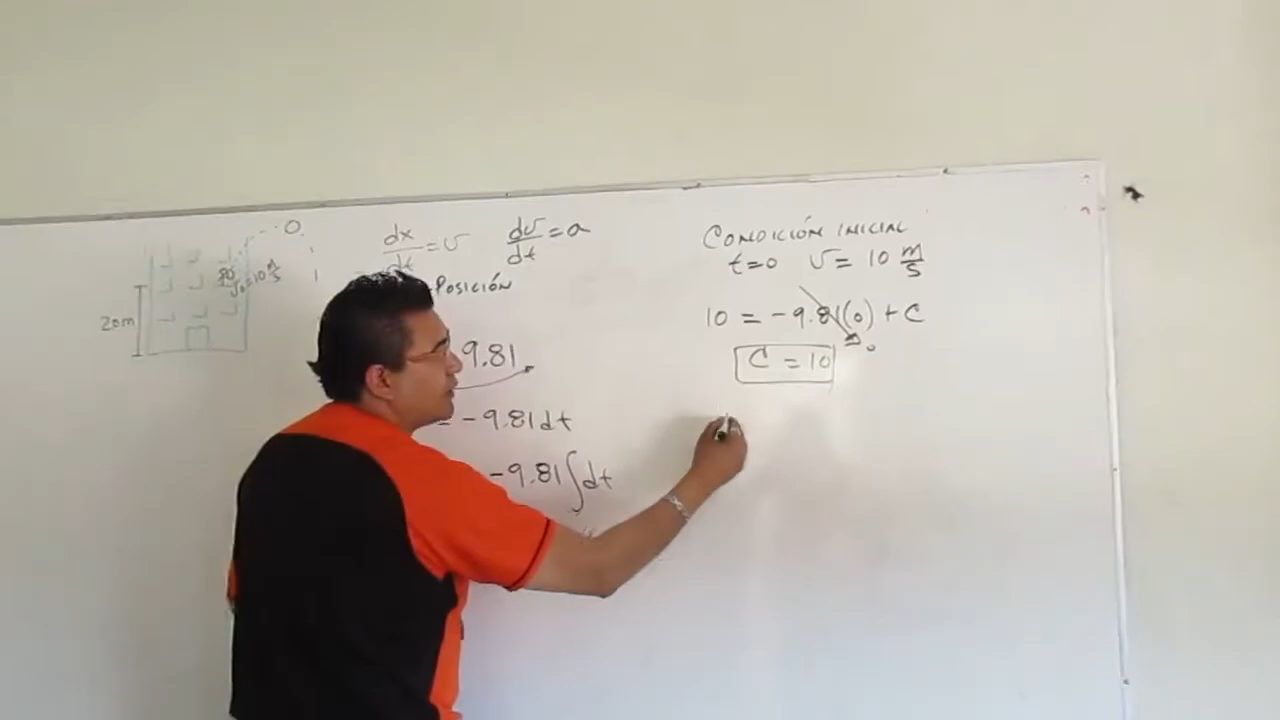 20m
v₀=10 m/s
dx/dt = v dv/dt = a
POSICIÓN
9.81
= -9.81dt
-9.81∫dt
CONDICIÓN INICIAL
t=0 v= 10 m/s
10 = -9.81(0) + C
0
C = 10